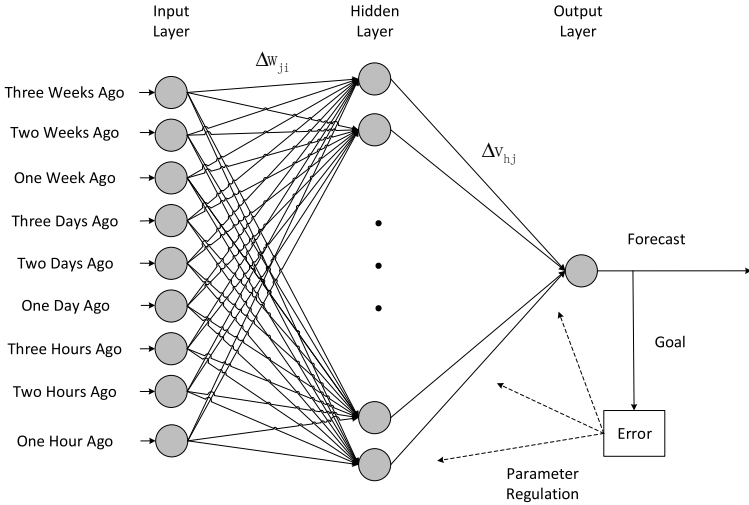 Input
Layer
Hidden
Layer
Output
Layer
Δw_ji
Three Weeks Ago
Two Weeks Ago
One Week Ago
Three Days Ago
Two Days Ago
One Day Ago
Three Hours Ago
Two Hours Ago
One Hour Ago
Δv_hj
Forecast
Goal
Error
Parameter
Regulation